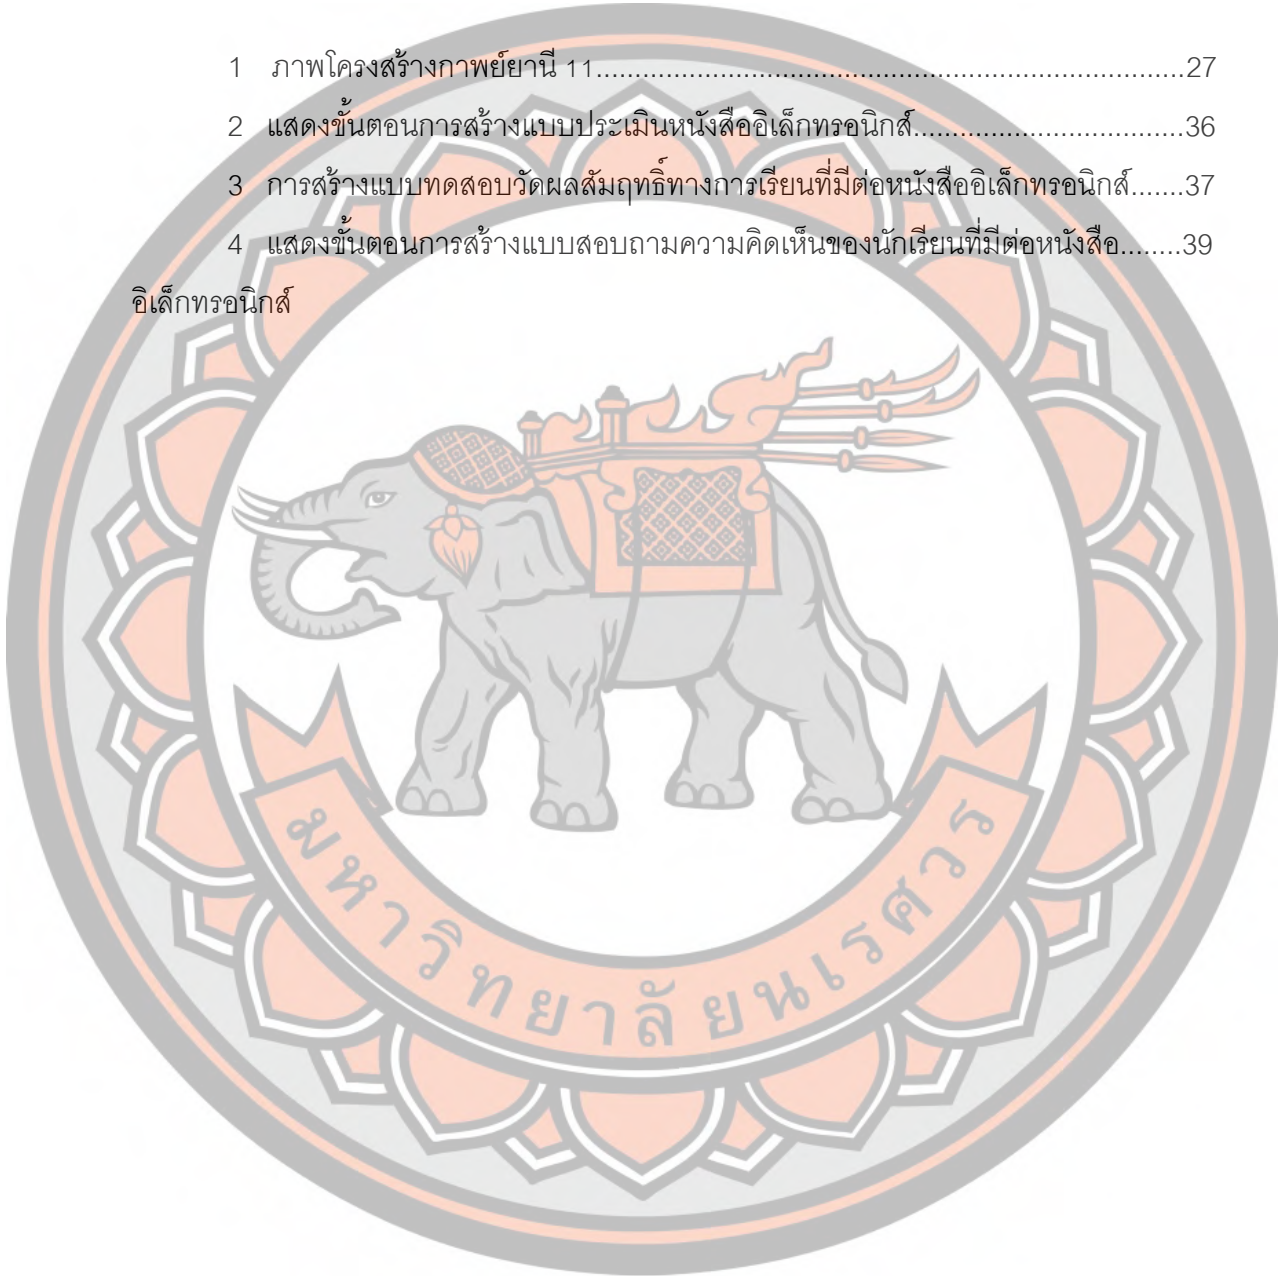 1 ภาพโครงสร้างกาพย์ยานี 11............................................................................27
2 แสดงขั้นตอนการสร้างแบบประเมินหนังสืออิเล็กทรอนิกส์...................................36
3 การสร้างแบบทดสอบวัดผลสัมฤทธิ์ทางการเรียนที่มีต่อหนังสืออิเล็กทรอนิกส์.......37
4 แสดงขั้นตอนการสร้างแบบสอบถามความคิดเห็นของนักเรียนที่มีต่อหนังสือ........39
อิเล็กทรอนิกส์
มหาวิทยาลัยนเรศวร